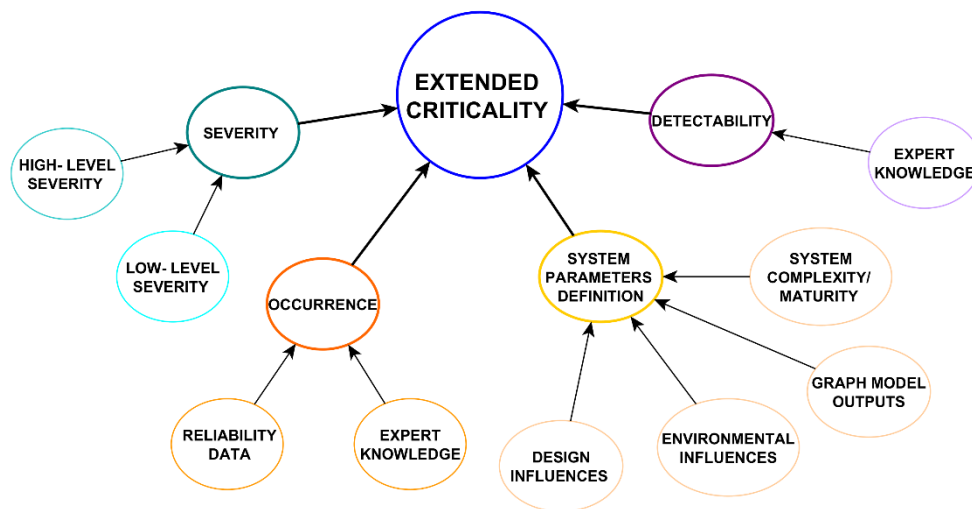 EXTENDED
CRITICALITY
SEVERITY
DETECTABILITY
HIGH- LEVEL
SEVERITY
EXPERT
KNOWLEDGE
LOW- LEVEL
SEVERITY
OCCURRENCE
SYSTEM
PARAMETERS
DEFINITION
SYSTEM
COMPLEXITY/
MATURITY
GRAPH MODEL
OUTPUTS
RELIABILITY
DATA
EXPERT
KNOWLEDGE
DESIGN
INFLUENCES
ENVIRONMENTAL
INFLUENCES